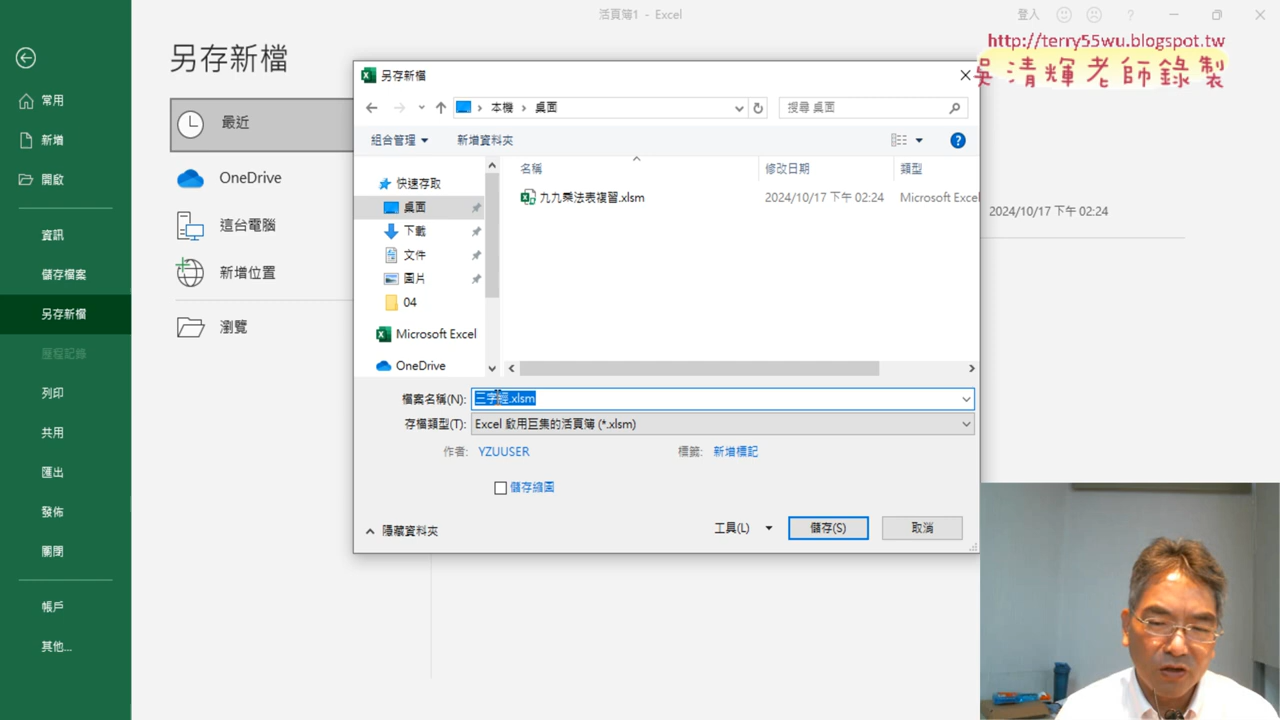 活頁簿1 - Excel
登入
http://terry55wu.blogspot.tw
吳清輝老師錄製
另存新檔
常用
新增
開啟
資訊
儲存檔案
另存新檔
歷程記錄
列印
共用
匯出
發佈
關閉
帳戶
其他...
最近
OneDrive
這台電腦
新增位置
瀏覽
2024/10/17 下午 02:24
另存新檔
本機 › 桌面
搜尋 桌面
組合管理
新增資料夾
快速存取
桌面
下載
文件
圖片
04
Microsoft Excel
OneDrive
名稱
修改日期
類型
九九乘法表複習.xlsm
2024/10/17 下午 02:24
Microsoft Excel
檔案名稱(N):
三字經.xlsm
存檔類型(T):
Excel 啟用巨集的活頁簿 (*.xlsm)
作者:
YZUUSER
標籤:
新增標記
儲存縮圖
隱藏資料夾
工具(L)
儲存(S)
取消